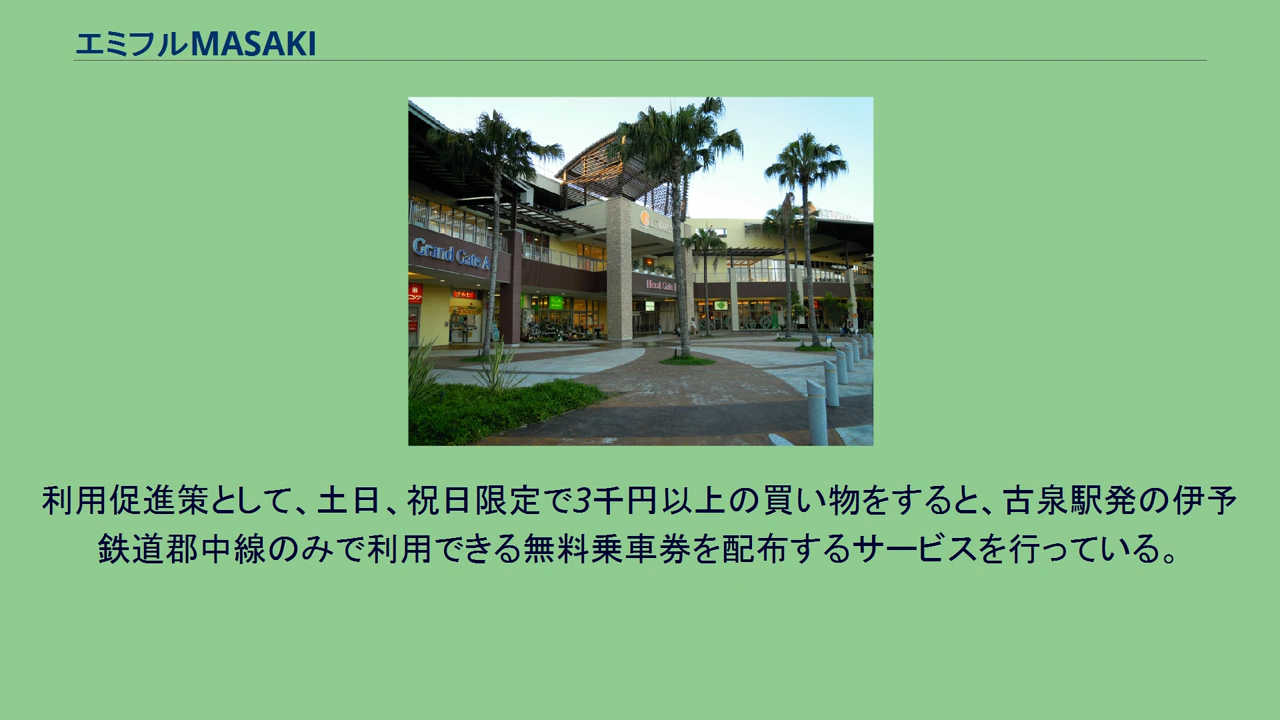 エミフルMASAKI
Grand Gate A
利用促進策として、土日、祝日限定で3千円以上の買い物をすると、古泉駅発の伊予
鉄道郡中線のみで利用できる無料乗車券を配布するサービスを行っている。